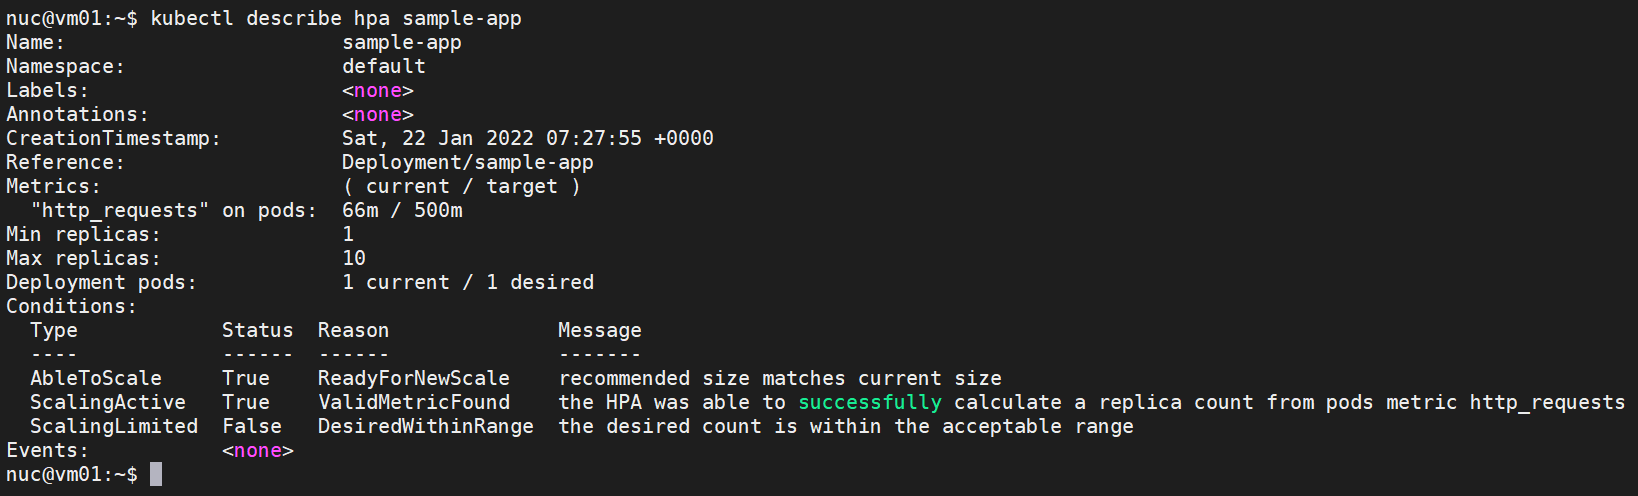 nuc@vm01:~$ kubectl describe hpa sample-app
Name:                       sample-app
Namespace:                  default
Labels:                     <none>
Annotations:                <none>
CreationTimestamp:          Sat, 22 Jan 2022 07:27:55 +0000
Reference:                  Deployment/sample-app
Metrics:                    ( current / target )
  "http_requests" on pods:  66m / 500m
Min replicas:               1
Max replicas:               10
Deployment pods:            1 current / 1 desired
Conditions:
  Type            Status  Reason              Message
  ----            ------  ------              -------
  AbleToScale     True    ReadyForNewScale    recommended size matches current size
  ScalingActive   True    ValidMetricFound    the HPA was able to successfully calculate a replica count from pods metric http_requests
  ScalingLimited  False   DesiredWithinRange  the desired count is within the acceptable range
Events:           <none>
nuc@vm01:~$